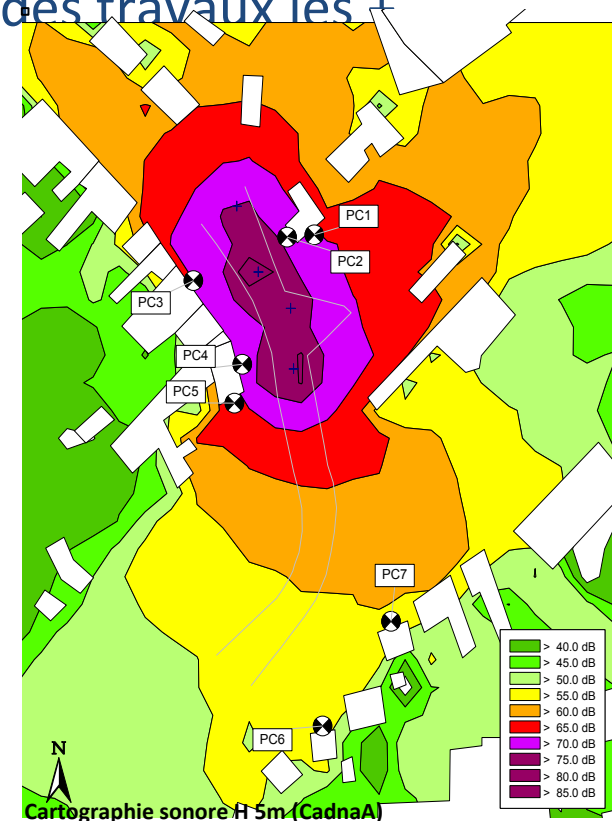 des travaux les +
PC1
PC2
PC3
PC4
PC5
PC7
PC6
> 40.0 dB
> 45.0 dB
> 50.0 dB
> 55.0 dB
> 60.0 dB
> 65.0 dB
> 70.0 dB
> 75.0 dB
> 80.0 dB
> 85.0 dB
N
Cartographie sonore H 5m (CadnaA)